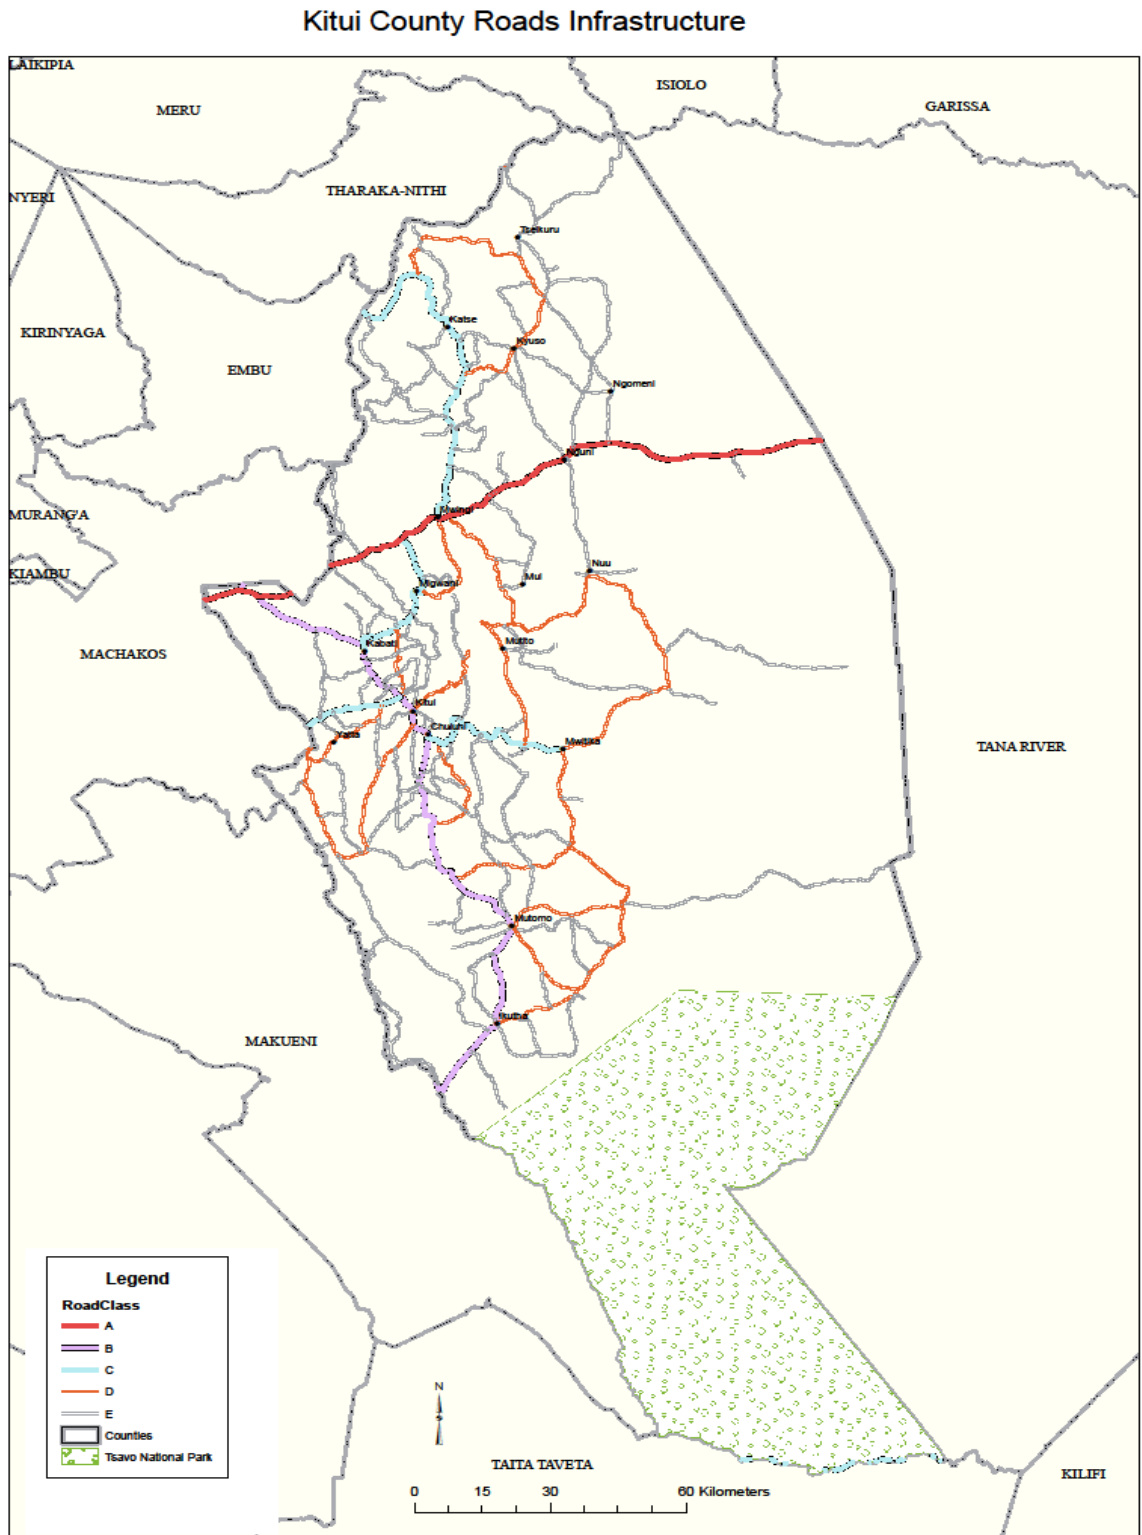 Kitui County Roads Infrastructure
LAIKIPIA
ISIOLO
MERU
GARISSA
THARAKA-NITHI
NYERI
Tseikuru
Katse
KIRINYAGA
Kyuso
EMBU
Ngomeni
Nguni
MURANG'A
Mwingi
KIAMBU
Nuu
Mui
Migwani
MACHAKOS
Kabati
Mutito
Kitui
Chuluni
Yatta
Mwitika
TANA RIVER
Mutomo
Ikutha
MAKUENI
Legend
RoadClass
A
B
C
D
E
Counties
Tsavo National Park
N
TAITA TAVETA
KILIFI
0 15 30 60 Kilometers